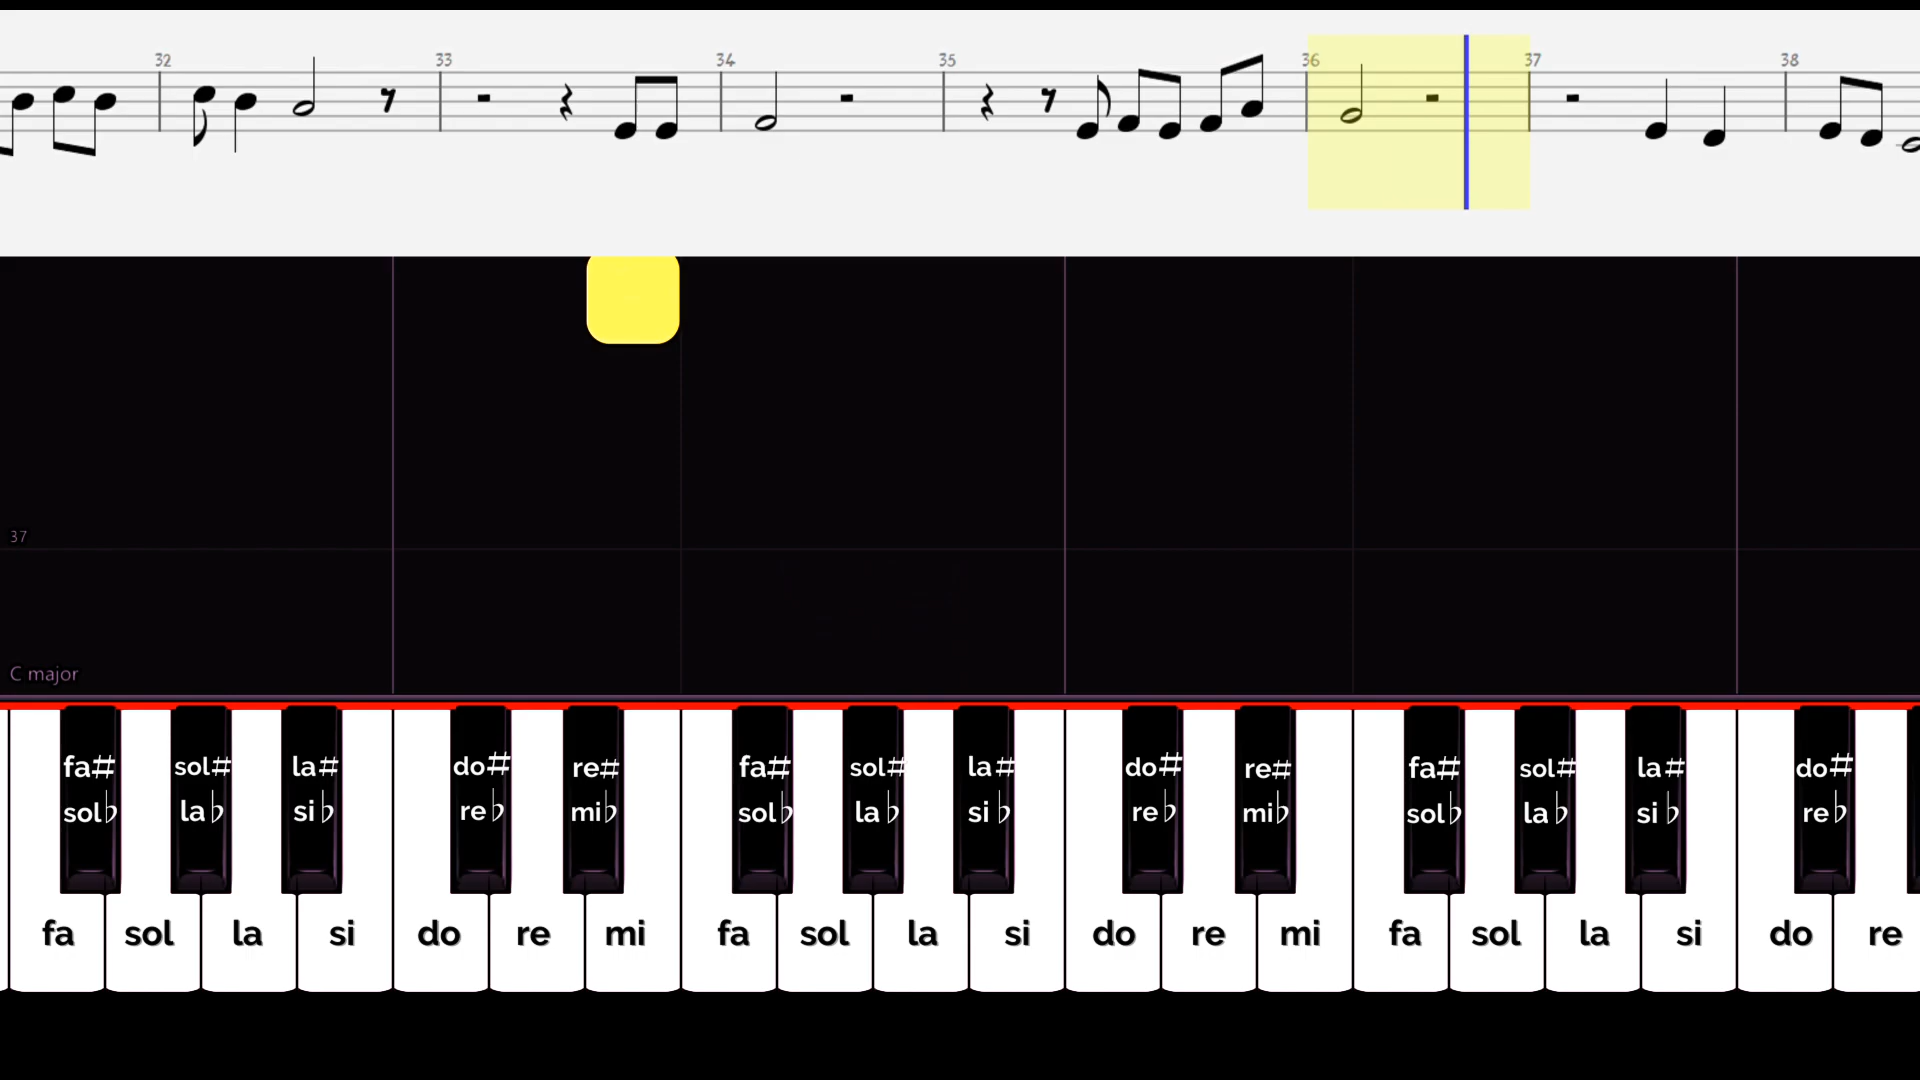 32 33 34 35 36 37 38
37
C major
fa# sol# la# do# re# fa# sol# la# do# re# fa# sol# la# do#
sol♭ la♭ si♭ re♭ mi♭ sol♭ la♭ si♭ re♭ mi♭ sol♭ la♭ si♭ re♭
fa sol la si do re mi fa sol la si do re mi fa sol la si do re